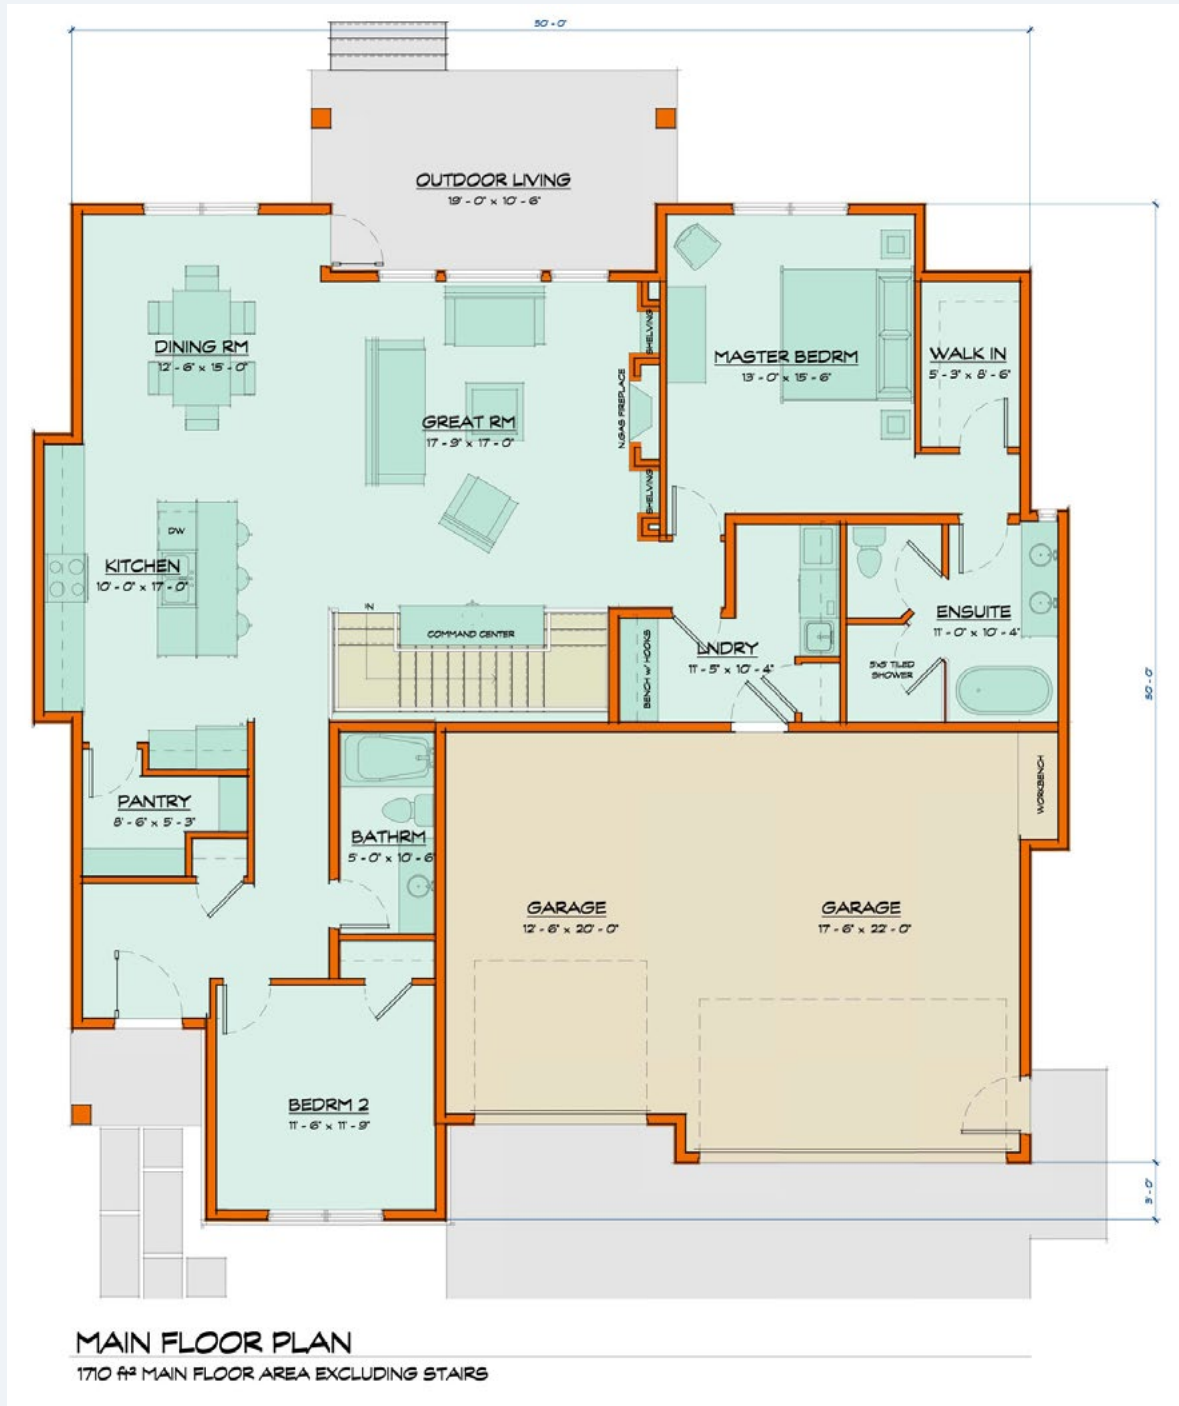 50'-0"
OUTDOOR LIVING
19' - 0" x 10' - 6"
DINING RM
12' - 6" x 15' - 0"
GREAT RM
17' - 9" x 17' - 0"
SHELVING
N.GAS FIREPLACE
SHELVING
MASTER BEDRM
13' - 0" x 15' - 6"
WALK IN
5' - 3" x 8' - 6"
DW
KITCHEN
10' - 0" x 17' - 0"
COMMAND CENTER
BENCH w/ HOOKS
LNDRY
11' - 5" x 10' - 4"
ENSUITE
11' - 0" x 10' - 4"
5'x5' TILED
SHOWER
50' - 0"
PANTRY
8' - 6" x 5' - 3"
BATHRM
5' - 0" x 10' - 6"
WORKBENCH
GARAGE
12' - 6" x 20' - 0"
GARAGE
17' - 6" x 22' - 0"
BEDRM 2
11' - 6" x 11' - 9"
3' - 0"
MAIN FLOOR PLAN
1710 ft² MAIN FLOOR AREA EXCLUDING STAIRS